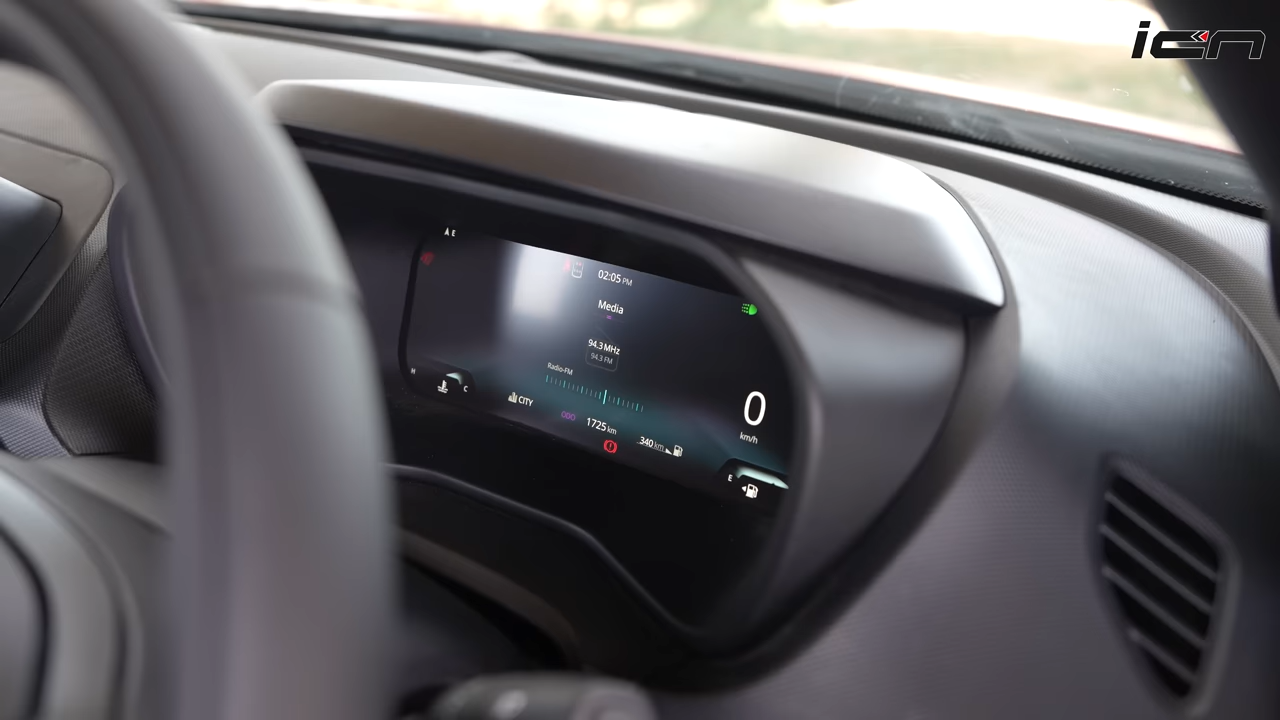 icn
E
02:05 PM
Media
94.3 MHz
94.3 FM
Radio-FM
H
C
CITY
ODO
1725 km
340 km
0
km/h
E